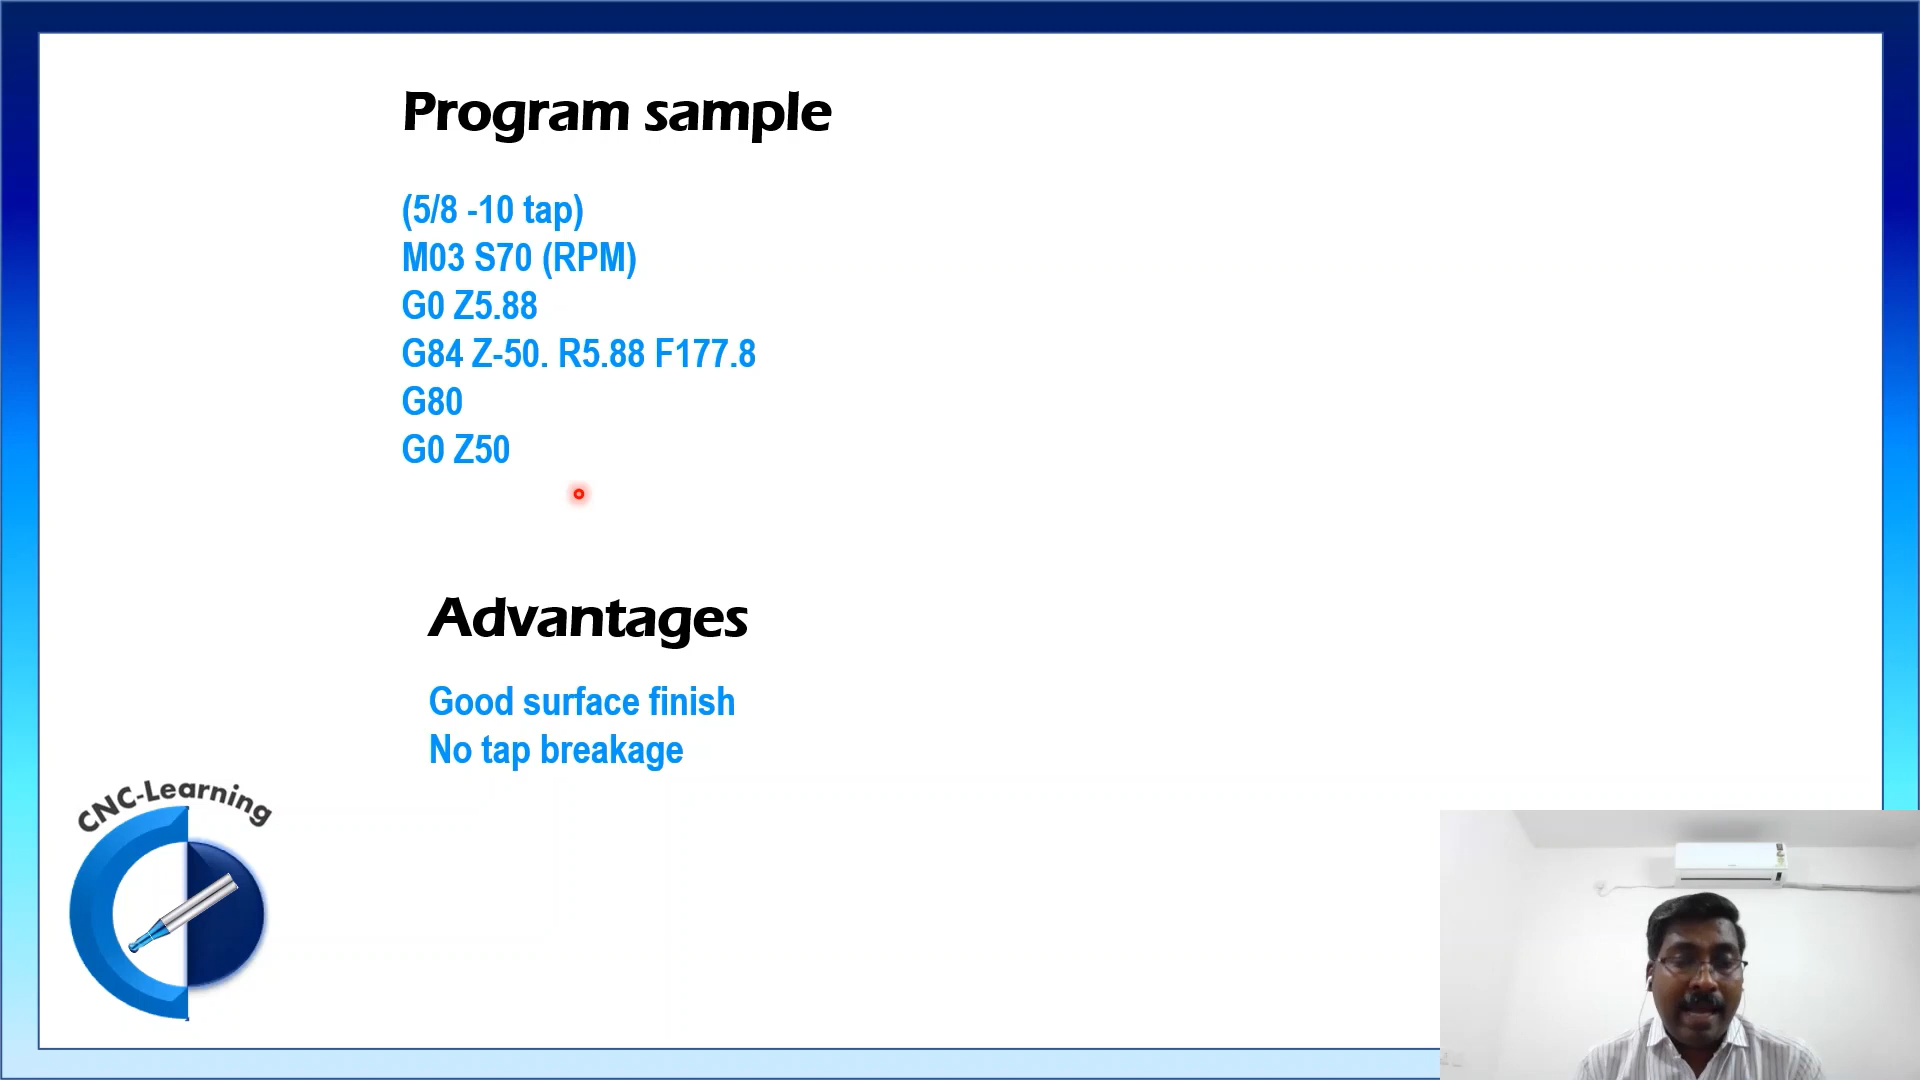 Program sample
(5/8 -10 tap)
M03 S70 (RPM)
G0 Z5.88
G84 Z-50. R5.88 F177.8
G80
G0 Z50
Advantages
Good surface finish
No tap breakage
CNC-Learning